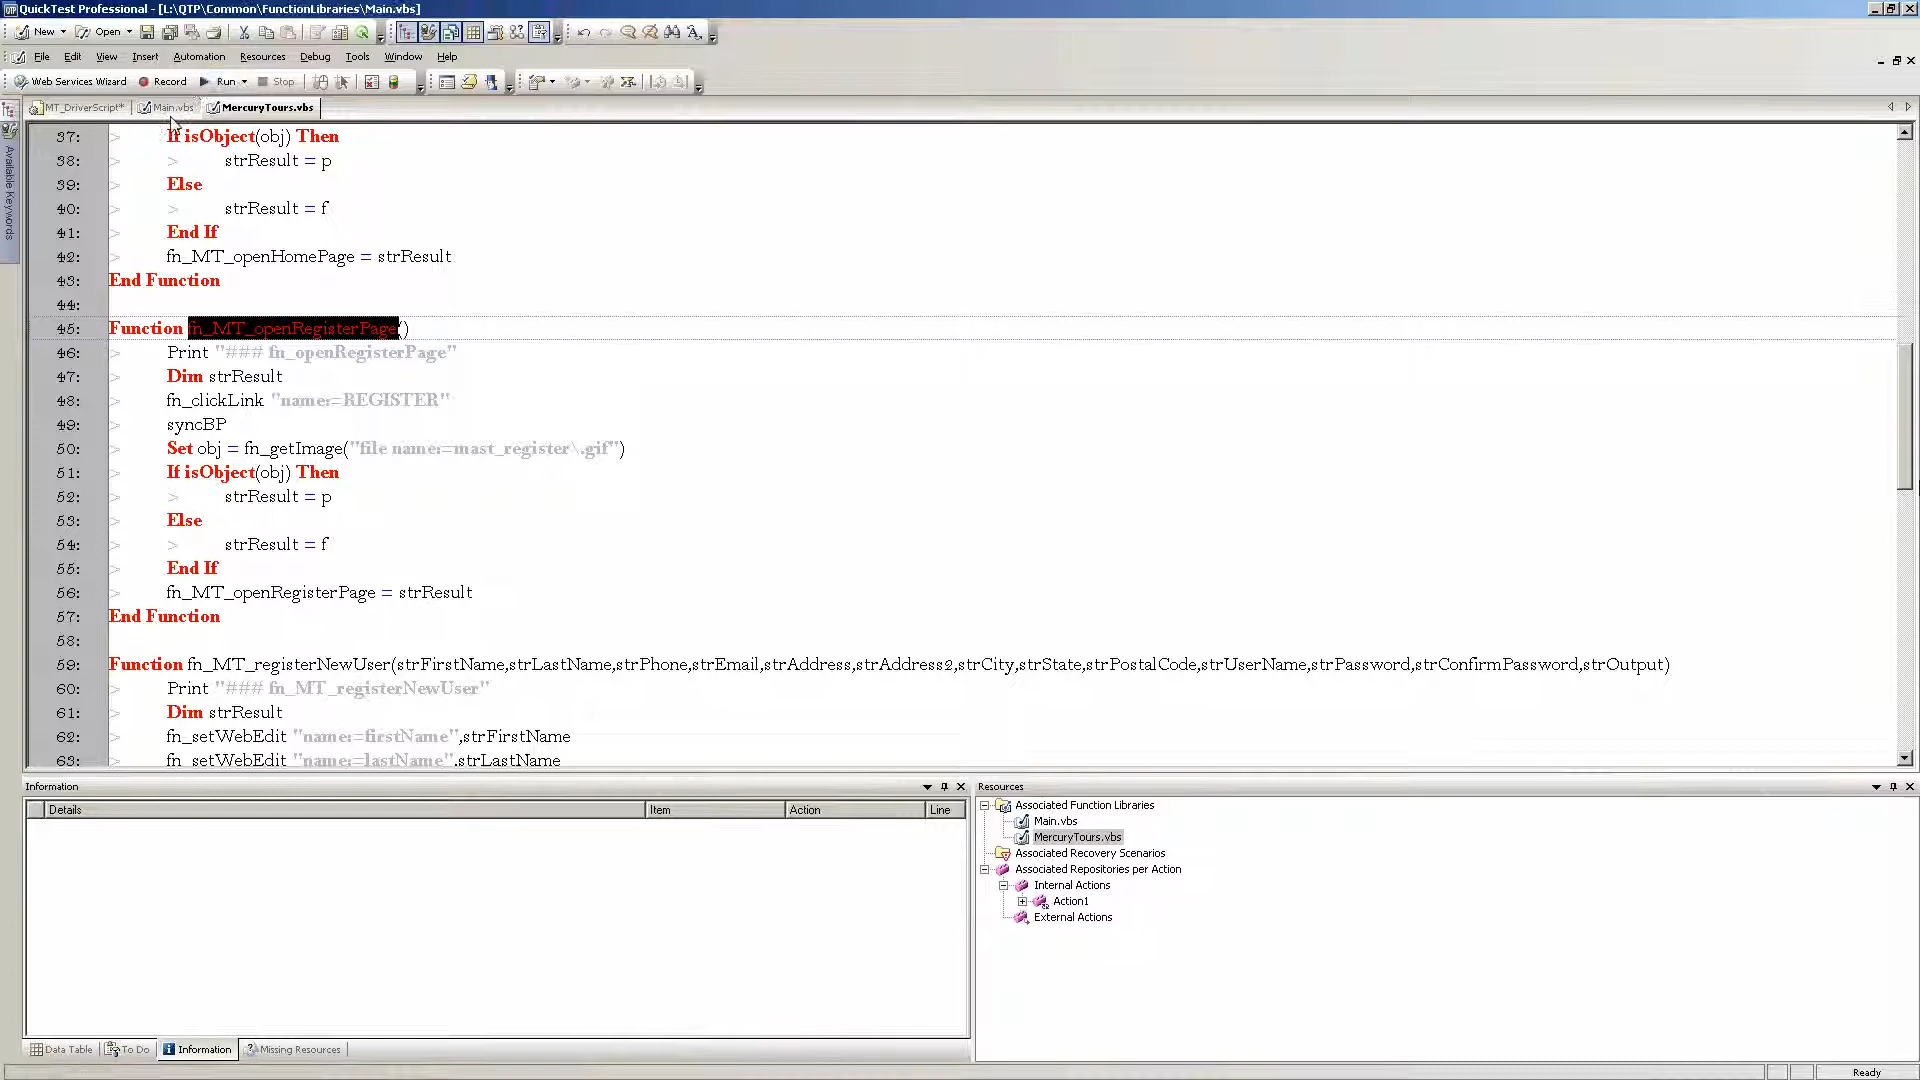 QuickTest Professional - [L:\QTP\Common\FunctionLibraries\Main.vbs]
New Open
File Edit View Insert Resources Debug Tools Window Help
Web Services Wizard Record Run Stop
MT_DriverScript* Main.vbs MercuryTours.vbs
Available Keywords
37: > If isObject(obj) Then
38: > > strResult = p
39: > Else
40: > > strResult = f
41: > End If
42: > fn_MT_openHomePage = strResult
43: End Function
44:
45: Function fn_MT_openRegisterPage()
46: > Print "### fn_openRegisterPage"
47: > Dim strResult
48: > fn_clickLink "name:=REGISTER"
49: > syncBP
50: > Set obj = fn_getImage("file name:=mast_register\.gif")
51: > If isObject(obj) Then
52: > > strResult = p
53: > Else
54: > > strResult = f
55: > End If
56: > fn_MT_openRegisterPage = strResult
57: End Function
58:
59: Function fn_MT_registerNewUser(strFirstName,strLastName,strPhone,strEmail,strAddress,strAddress2,strCity,strState,strPostalCode,strUserName,strPassword,strConfirmPassword,strOutput)
60: > Print "### fn_MT_registerNewUser"
61: > Dim strResult
62: > fn_setWebEdit "name:=firstName",strFirstName
63: > fn_setWebEdit "name:=lastName",strLastName
Information
Details Item Action Line
Data Table To Do Information Missing Resources
Resources
Associated Function Libraries
Main.vbs
MercuryTours.vbs
Associated Recovery Scenarios
Associated Repositories per Action
Internal Actions
Action1
External Actions
Ready